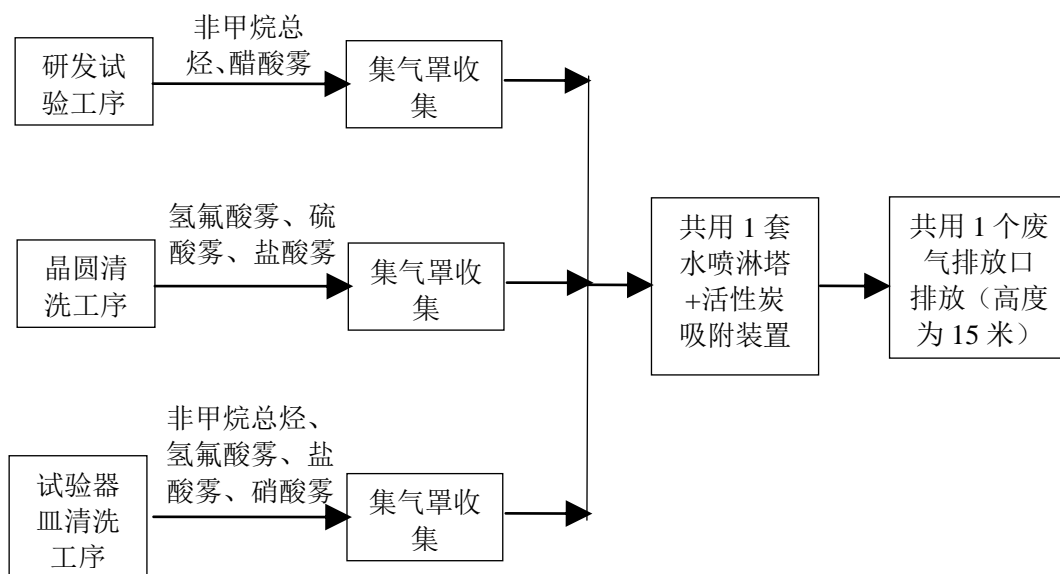 非甲烷总
烃、醋酸雾
研发试
验工序
集气罩收
集
氢氟酸雾、硫
酸雾、盐酸雾
晶圆清
洗工序
集气罩收
集
共用 1 套
水喷淋塔
+活性炭
吸附装置
共用 1 个废
气排放口
排放（高度
为 15 米）
非甲烷总烃、
氢氟酸雾、盐
酸雾、硝酸雾
试验器
皿清洗
工序
集气罩收
集